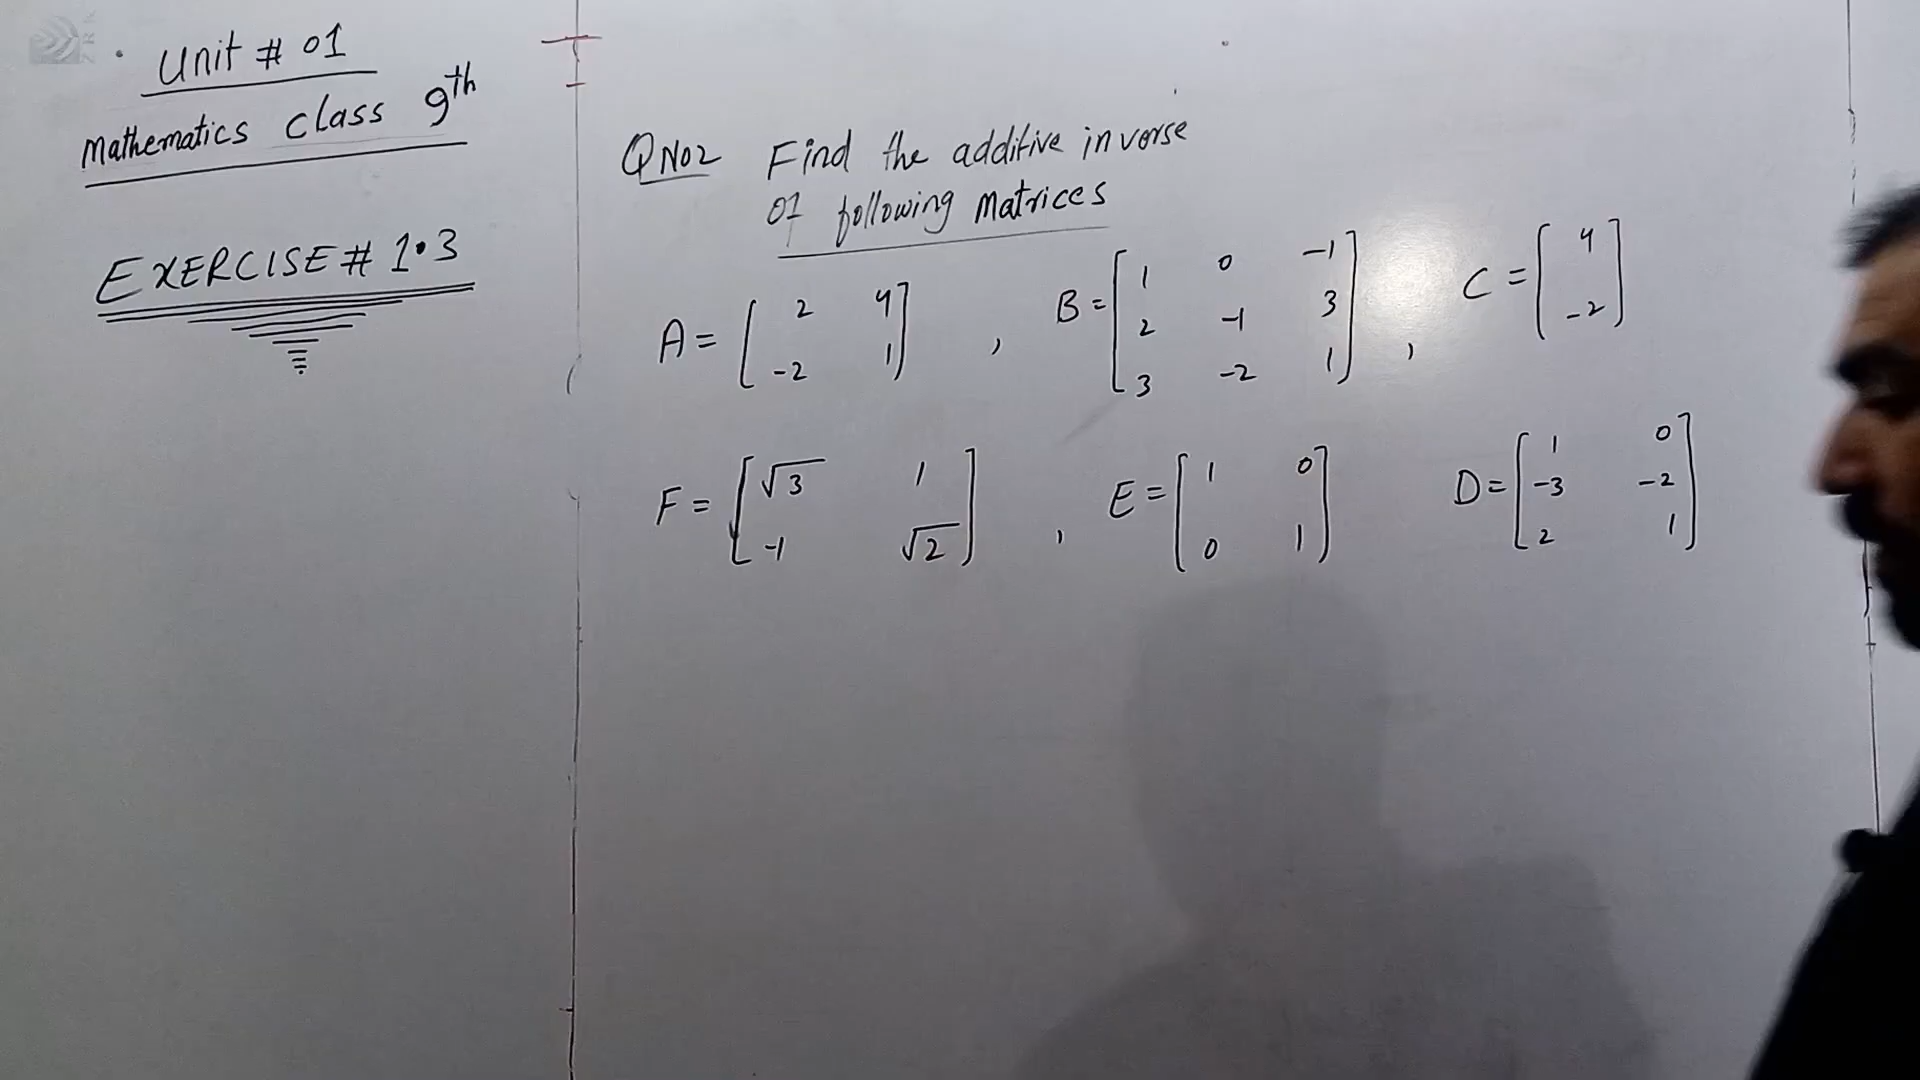 Unit # 01
Mathematics class 9th
EXERCISE # 1.3
QNO2 Find the additive inverse
of following Matrices
A = [ 2 4
-2 1 ] ,
B = [ 1 0 -1
2 -1 3
3 -2 1 ] ,
C = [ 4
-2 ]
F = [ √3 1
-1 √2 ] ,
E = [ 1 0
0 1 ]
D = [ 1 0
-3 -2
2 1 ]